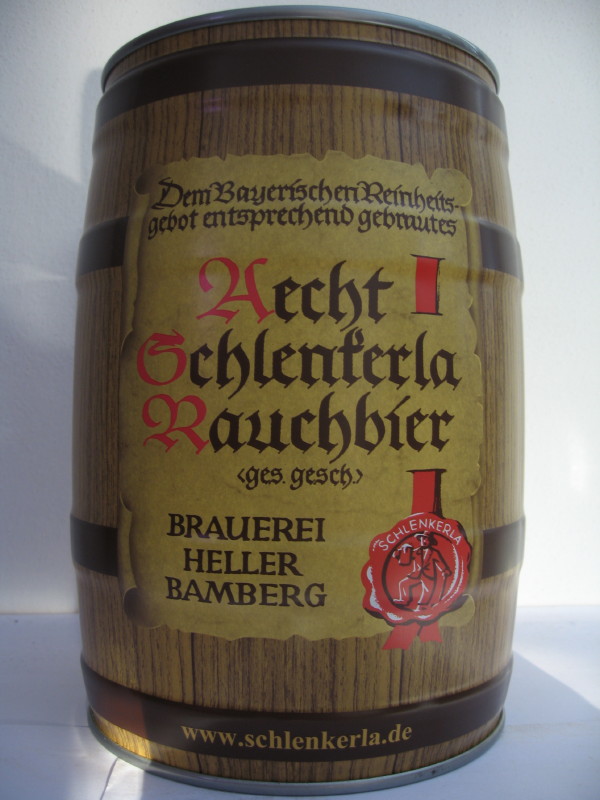 Dem Bayerischen Reinheits-
gebot entsprechend gebrautes
Aecht
Schlenkerla
Rauchbier
<ges. gesch.>
BRAUEREI
HELLER
BAMBERG
SCHLENKERLA
www.schlenkerla.de